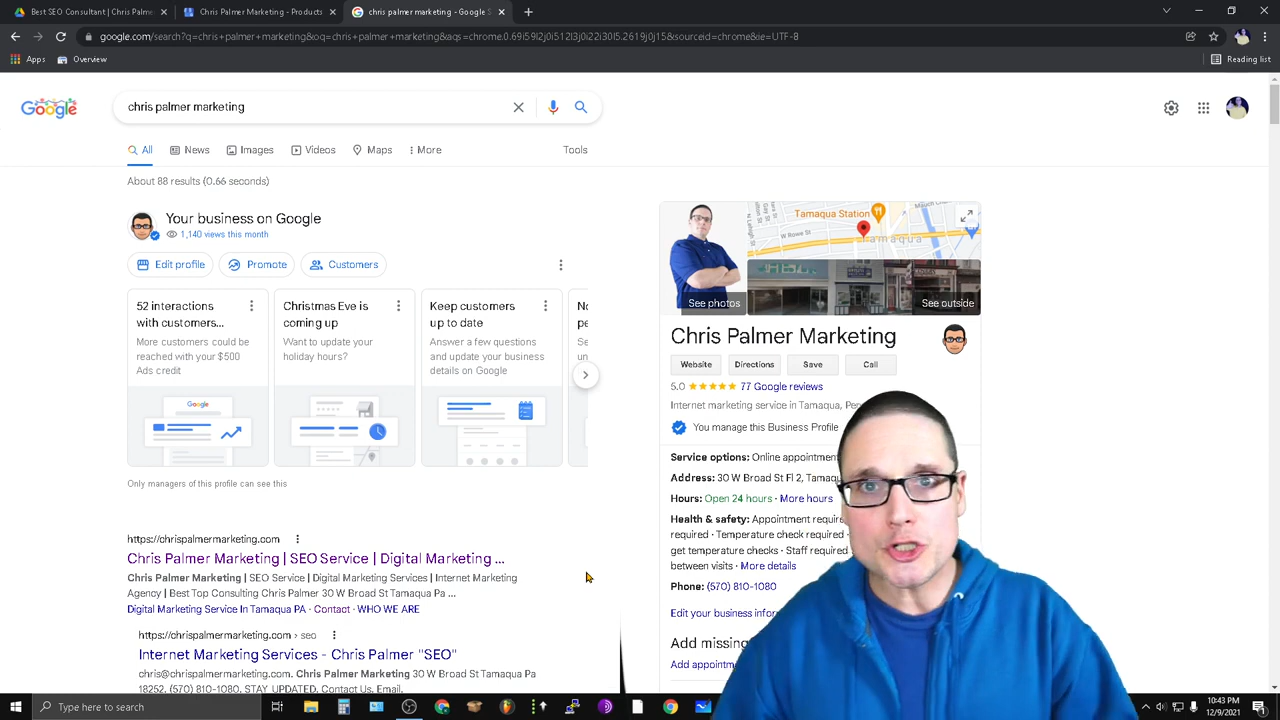 Best SEO Consultant | Chris Palme
Chris Palmer Marketing - Products
chris palmer marketing - Google S
google.com/search?q=chris+palmer+marketing&oq=chris+palmer+marketing&aqs=chrome.0.69i59l2j0i512l3j0i22i30l5.2619j0j15&sourceid=chrome&ie=UTF-8
Apps
Overview
Reading list
Google
chris palmer marketing
All
News
Images
Videos
Maps
More
Tools
About 88 results (0.66 seconds)
Your business on Google
1,140 views this month
Edit profile
Promote
Customers
52 interactions
with customers...
More customers could be
reached with your $500
Ads credit
Google
Christmas Eve is
coming up
Want to update your
holiday hours?
Keep customers
up to date
Answer a few questions
and update your business
details on Google
Only managers of this profile can see this
https://chrispalmermarketing.com
Chris Palmer Marketing | SEO Service | Digital Marketing ...
Chris Palmer Marketing | SEO Service | Digital Marketing Services | Internet Marketing
Agency | Best Top Consulting Chris Palmer 30 W Broad St Tamaqua Pa ...
Digital Marketing Service In Tamaqua PA · Contact · WHO WE ARE
https://chrispalmermarketing.com › seo
Internet Marketing Services - Chris Palmer "SEO"
chris@chrispalmermarketing.com. Chris Palmer Marketing 30 W Broad St Tamaqua Pa
18252. (570) 810-1080. STAY UPDATED. Contact Us. Email.
Tamaqua Station
W Rowe St
Tamaqua
See photos
See outside
Chris Palmer Marketing
Website
Directions
Save
Call
5.0
77 Google reviews
Internet marketing service in Tamaqua,
You manage this Business Profile
Service options: Online appointmen
Address: 30 W Broad St Fl 2, Tamaqu
Hours: Open 24 hours · More hours
Health & safety: Appointment require
required · Temperature check required
get temperature checks · Staff required
between visits · More details
Phone: (570) 810-1080
Edit your business infor
Add missing
Add appointm
Type here to search
10:43 PM
12/9/2021